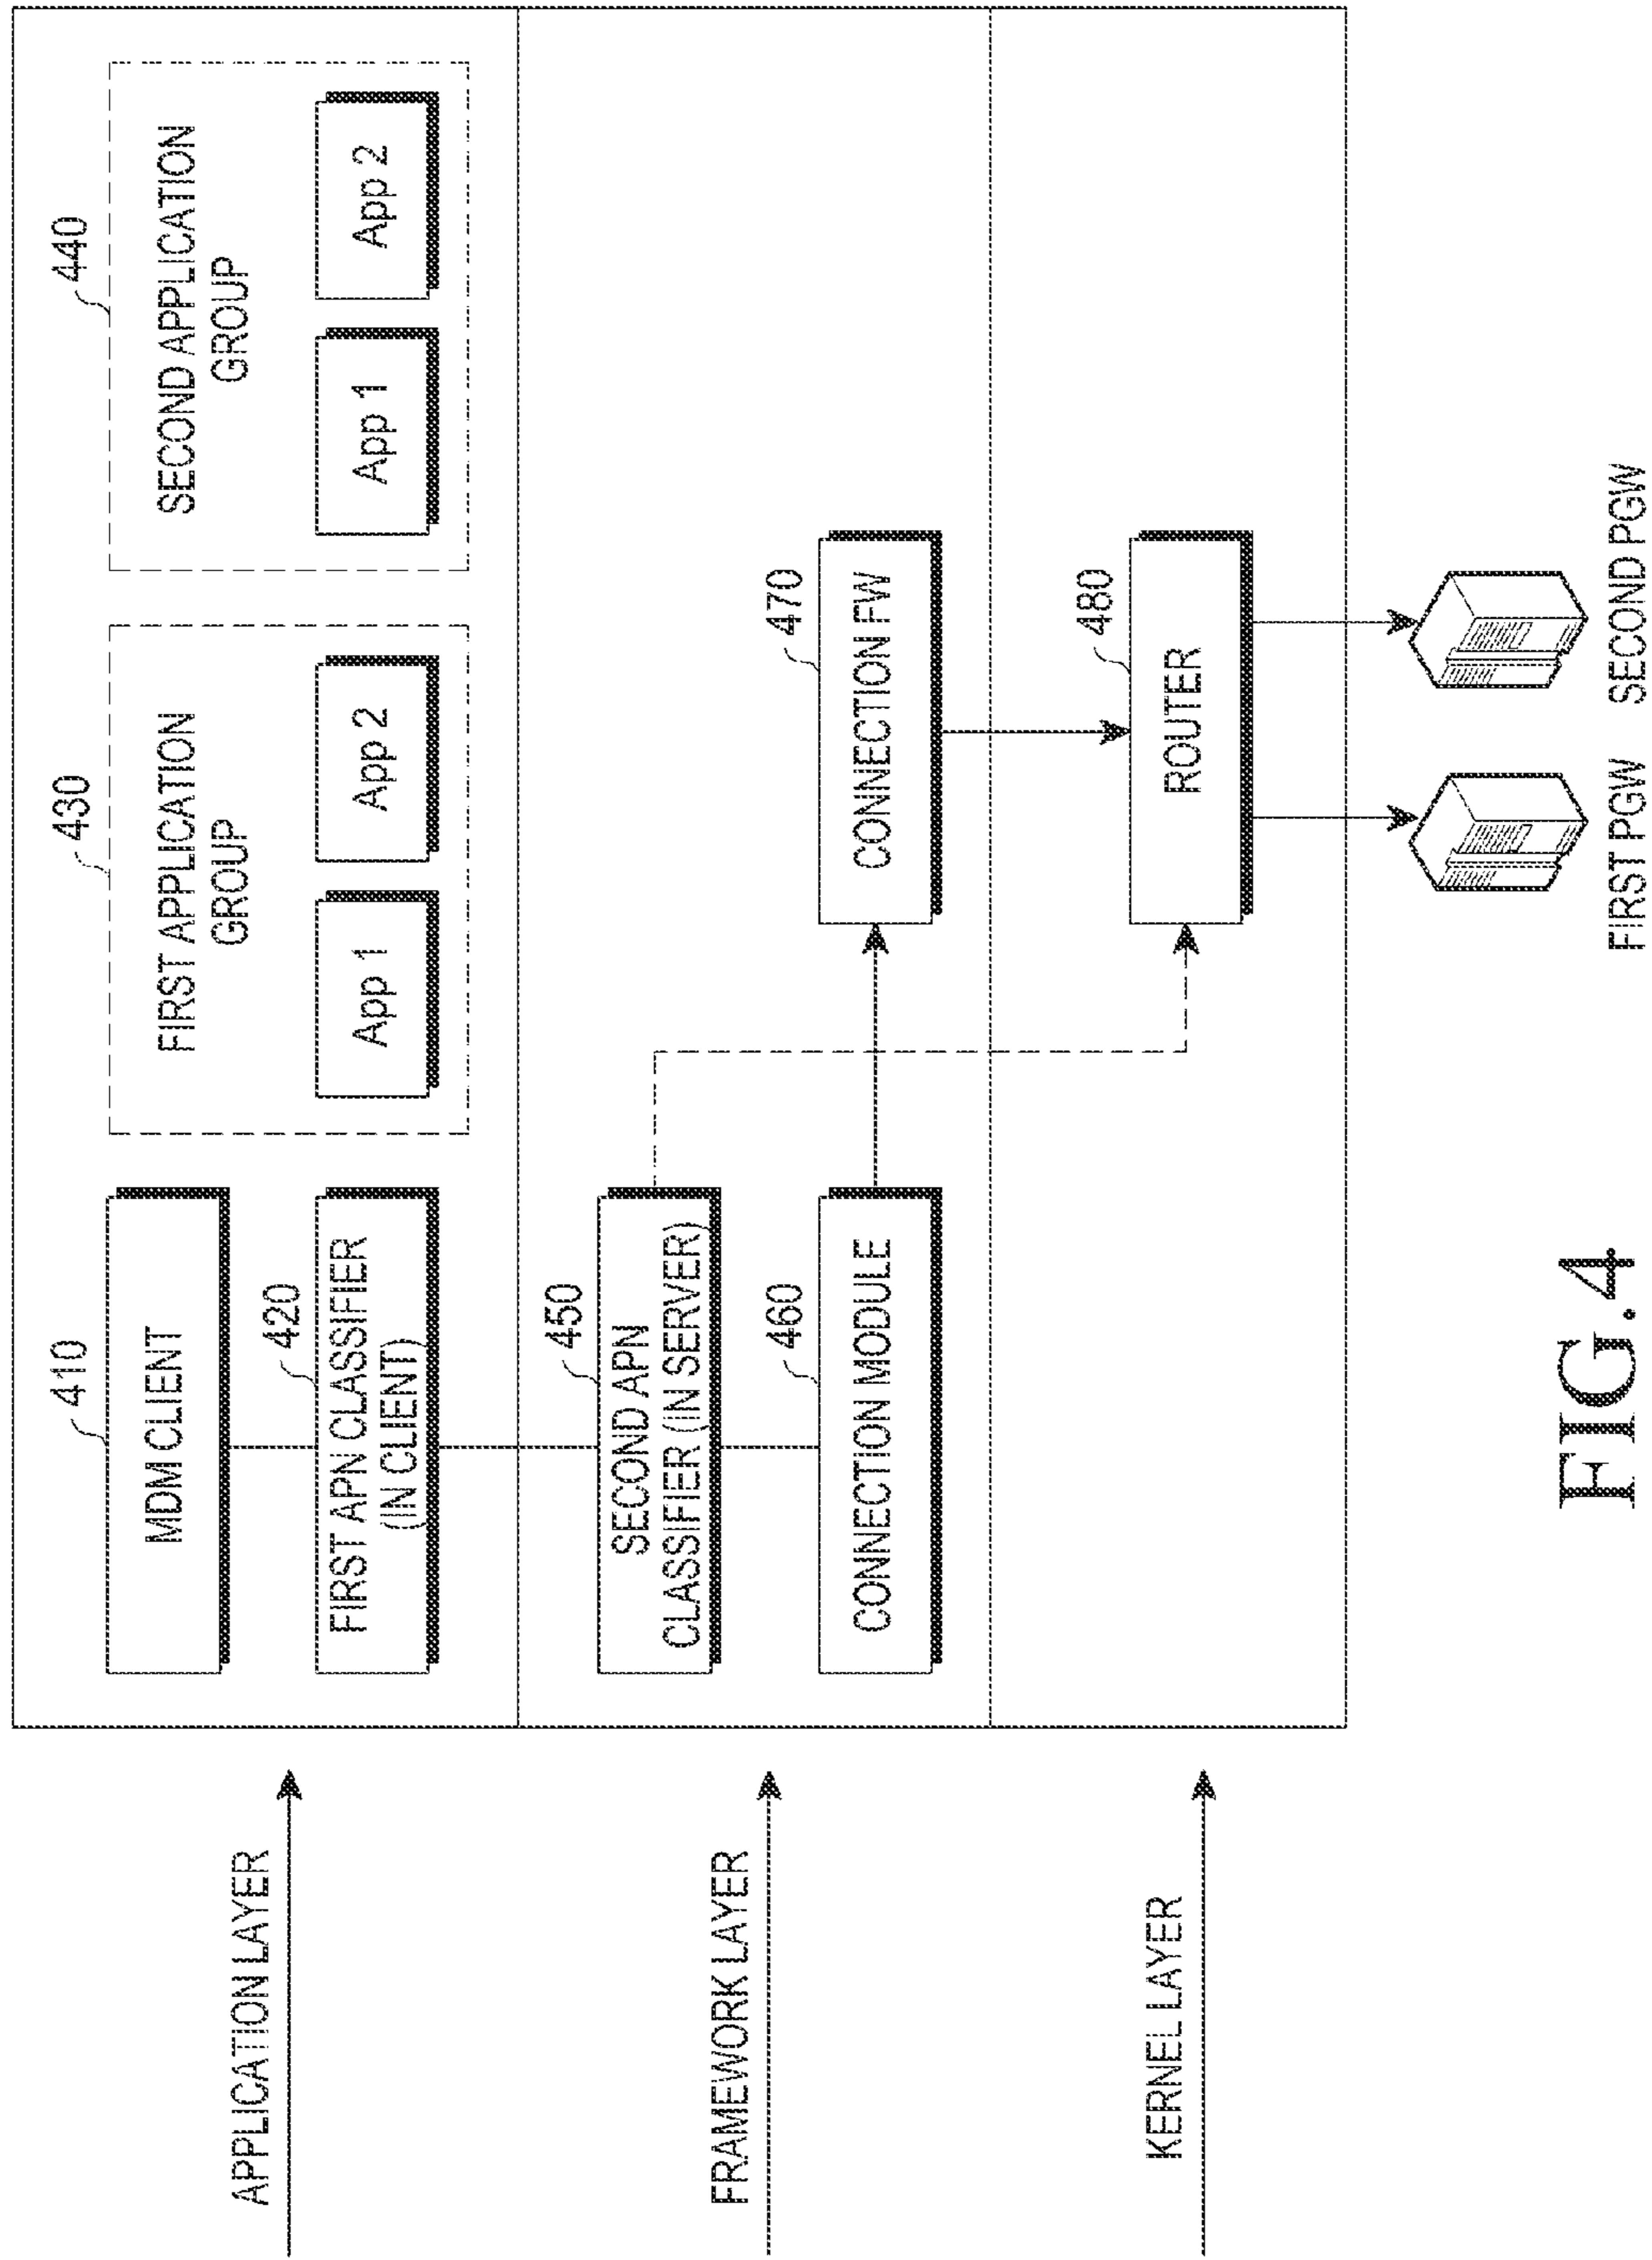 APPLICATION LAYER
FRAMEWORK LAYER
KERNEL LAYER
410
MDM CLIENT
420
FIRST APN CLASSIFIER
(IN CLIENT)
430
FIRST APPLICATION
GROUP
App 1
App 2
440
SECOND APPLICATION
GROUP
App 1
App 2
450
SECOND APN
CLASSIFIER (IN SERVER)
460
CONNECTION MODULE
470
CONNECTION FW
480
ROUTER
FIRST PGW
SECOND PGW
FIG.4